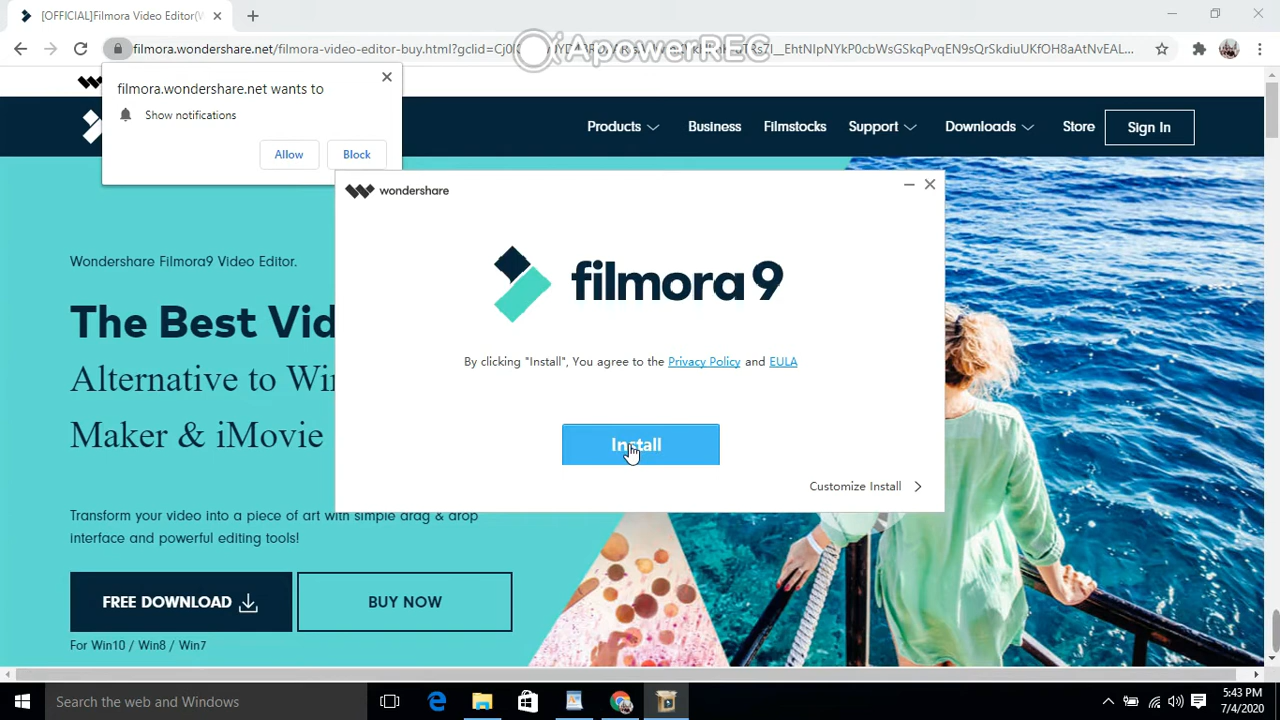 [OFFICIAL]Filmora Video Editor(W
filmora.wondershare.net/filmora-video-editor-buy.html?gclid=Cj0
ApowerREC
filmora.wondershare.net wants to
Show notifications
Allow
Block
Products
Business
Filmstocks
Support
Downloads
Store
Sign In
wondershare
filmora 9
By clicking "Install", You agree to the Privacy Policy and EULA
Install
Customize Install
Wondershare Filmora9 Video Editor.
The Best Vid
Alternative to Win
Maker & iMovie
Transform your video into a piece of art with simple drag & drop
interface and powerful editing tools!
FREE DOWNLOAD
BUY NOW
For Win10 / Win8 / Win7
Search the web and Windows
5:43 PM
7/4/2020